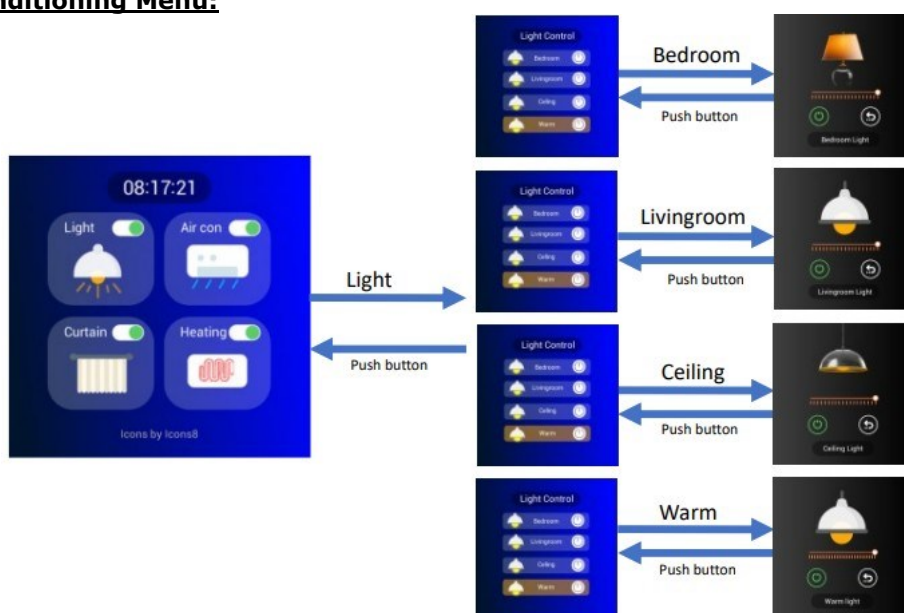 nditioning Menu:
08:17:21
Light
Air con
Curtain
Heating
Icons by Icons8
Light
Push button
Light Control
Bedroom
Livingroom
Ceiling
Warm
Bedroom
Push button
Bedroom Light
Light Control
Bedroom
Livingroom
Ceiling
Warm
Livingroom
Push button
Livingroom Light
Light Control
Bedroom
Livingroom
Ceiling
Warm
Ceiling
Push button
Ceiling Light
Light Control
Bedroom
Livingroom
Ceiling
Warm
Warm
Push button
Warm light